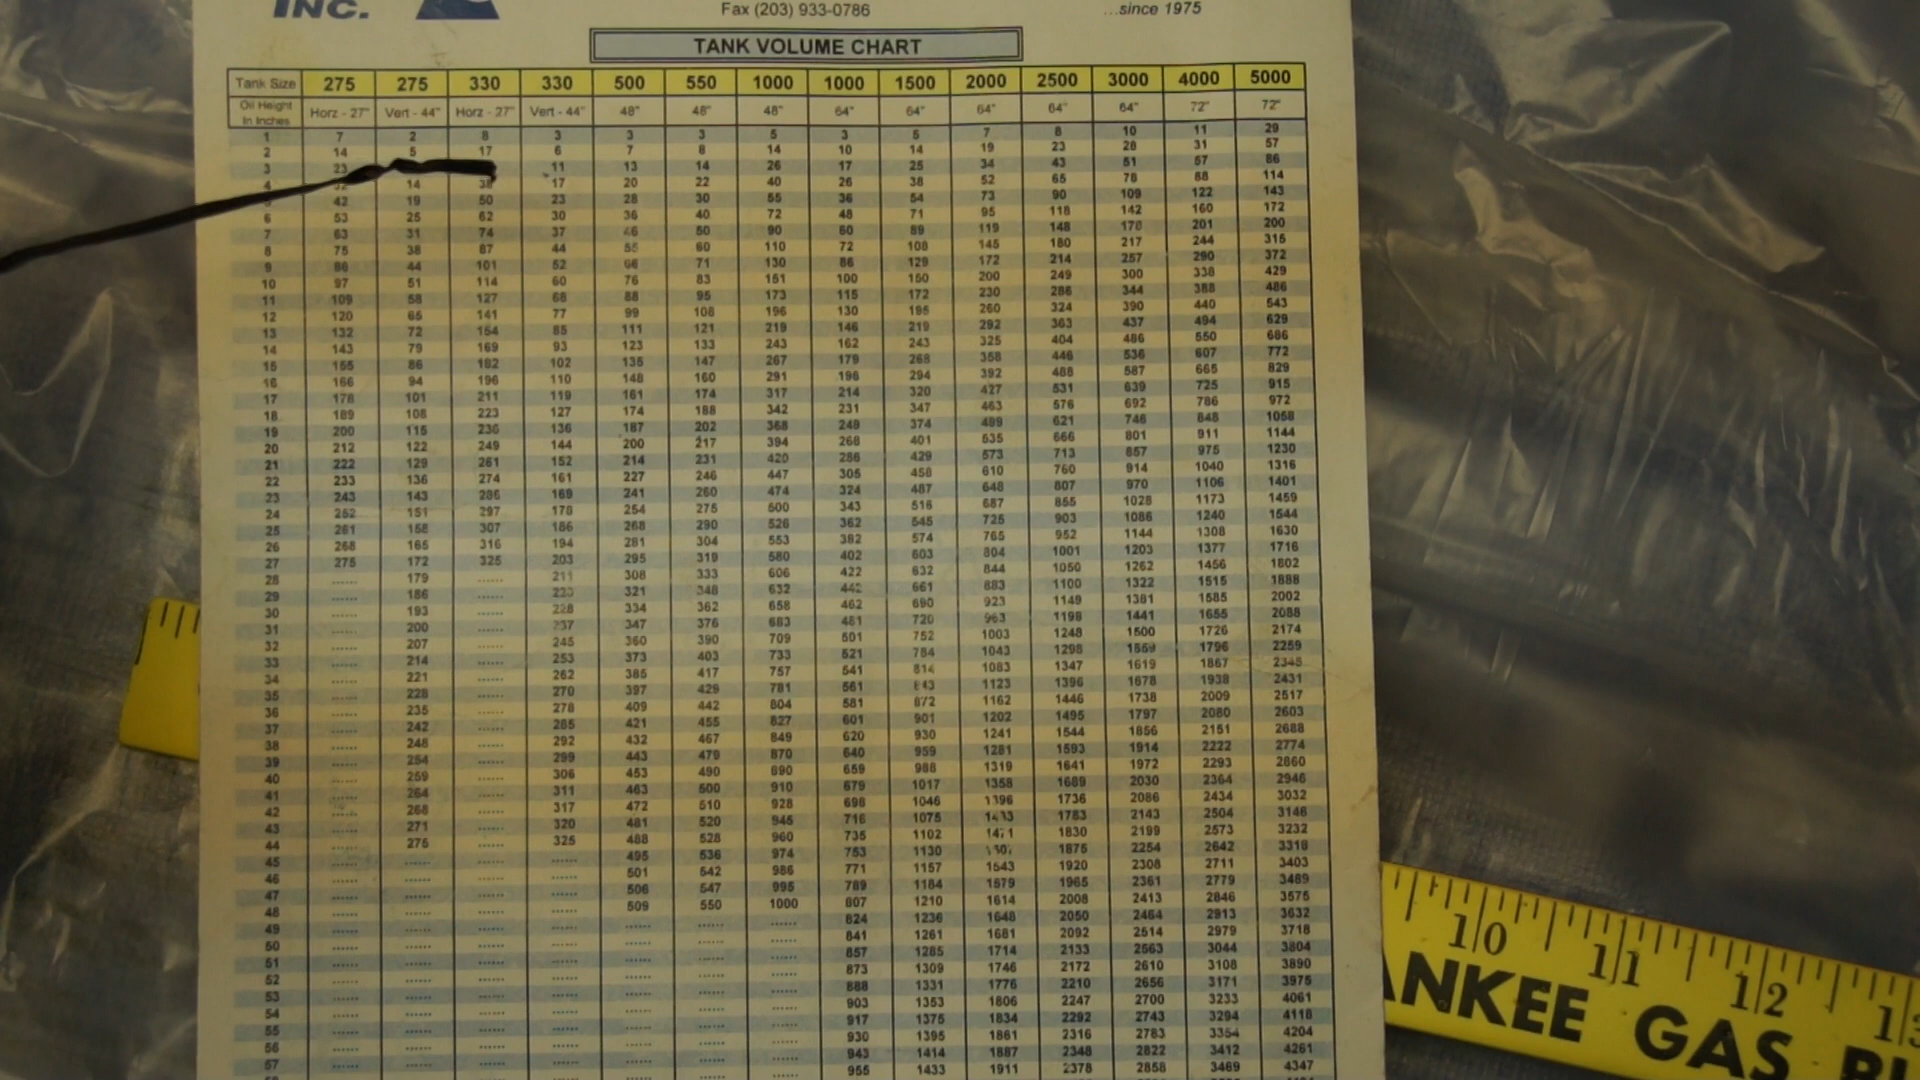 INC.
Fax (203) 933-0786
...since 1975
TANK VOLUME CHART
Tank Size 275 275 330 330 500 550 1000 1000 1500 2000 2500 3000 4000 5000
Oil Height In Inches Horz - 27" Vert - 44" Horz - 27" Vert - 44" 48" 48" 48" 64" 64" 64" 64" 64" 72" 72"
1 7 2 8 3 3 3 5 3 5 7 8 10 11 29
2 14 5 17 6 7 8 14 10 14 19 23 28 31 57
3 23 11 13 14 26 17 25 34 43 51 57 86
4 32 14 38 17 20 22 40 26 38 52 65 78 88 114
42 19 50 23 28 30 55 36 54 73 90 109 122 143
6 53 25 62 30 36 40 72 48 71 95 118 142 160 172
7 63 31 74 37 46 50 90 60 89 119 148 178 201 200
8 75 38 87 44 55 60 110 72 108 145 180 217 244 315
9 86 44 101 52 66 71 130 86 129 172 214 257 290 372
10 97 51 114 60 76 83 151 100 150 200 249 300 338 429
11 109 58 127 68 88 95 173 115 172 230 286 344 388 486
12 120 65 141 77 99 108 196 130 195 260 324 390 440 543
13 132 72 154 85 111 121 219 146 219 292 363 437 494 629
14 143 79 169 93 123 133 243 162 243 325 404 486 550 686
15 155 86 182 102 135 147 267 179 268 358 446 536 607 772
16 166 94 196 110 148 160 291 196 294 392 488 587 665 829
17 178 101 211 119 161 174 317 214 320 427 531 639 725 915
18 189 108 223 127 174 188 342 231 347 463 576 692 786 972
19 200 115 236 136 187 202 368 249 374 499 621 746 848 1058
20 212 122 249 144 200 217 394 268 401 535 666 801 911 1144
21 222 129 261 152 214 231 420 286 429 573 713 857 975 1230
22 233 136 274 161 227 246 447 305 458 610 760 914 1040 1316
23 243 143 286 169 241 260 474 324 487 648 807 970 1106 1401
24 252 151 297 178 254 275 500 343 516 687 855 1028 1173 1459
25 261 158 307 186 268 290 526 362 545 725 903 1086 1240 1544
26 268 165 316 194 281 304 553 382 574 765 952 1144 1308 1630
27 275 172 325 203 295 319 580 402 603 804 1001 1203 1377 1716
28 ...... 179 ...... 211 308 333 606 422 632 844 1050 1262 1456 1802
29 ...... 186 ...... 220 321 348 632 442 661 883 1100 1322 1515 1888
30 ...... 193 ...... 228 334 362 658 462 690 923 1149 1381 1585 2002
31 ...... 200 ...... 237 347 376 683 481 720 963 1198 1441 1655 2088
32 ...... 207 ...... 245 360 390 709 501 752 1003 1248 1500 1726 2174
33 ...... 214 ...... 253 373 403 733 521 784 1043 1298 1559 1796 2259
34 ...... 221 ...... 262 385 417 757 541 814 1083 1347 1619 1867 2345
35 ...... 228 ...... 270 397 429 781 561 843 1123 1396 1678 1938 2431
36 ...... 235 ...... 278 409 442 804 581 872 1162 1446 1738 2009 2517
37 ...... 242 ...... 285 421 455 827 601 901 1202 1495 1797 2080 2603
38 ...... 248 ...... 292 432 467 849 620 930 1241 1544 1856 2151 2688
39 ...... 254 ...... 299 443 479 870 640 959 1281 1593 1914 2222 2774
40 ...... 259 ...... 306 453 490 890 659 988 1319 1641 1972 2293 2860
41 ...... 264 ...... 311 463 500 910 679 1017 1358 1689 2030 2364 2946
42 ...... 268 ...... 317 472 510 928 698 1046 1396 1736 2086 2434 3032
43 ...... 271 ...... 320 481 520 945 716 1075 1433 1783 2143 2504 3146
44 ...... 275 ...... 325 488 528 960 735 1102 1471 1830 2199 2573 3232
45 ...... ...... ...... ...... 495 536 974 753 1130 1875 2254 2642 3318
46 ...... ...... ...... ...... 501 542 986 771 1157 1543 1920 2308 2711 3403
47 ...... ...... ...... ...... 506 547 995 789 1184 1579 1965 2361 2779 3489
48 ...... ...... ...... ...... 509 550 1000 807 1210 1614 2008 2413 2846 3575
49 ...... ...... ...... ...... ...... ...... ...... 824 1236 1648 2050 2464 2913 3632
50 ...... ...... ...... ...... ...... ...... ...... 841 1261 1681 2092 2514 2979 3718
51 ...... ...... ...... ...... ...... ...... ...... 857 1285 1714 2133 2563 3044 3804
52 ...... ...... ...... ...... ...... ...... ...... 873 1309 1746 2172 2610 3108 3890
53 ...... ...... ...... ...... ...... ...... ...... 888 1331 1776 2210 2656 3171 3975
54 ...... ...... ...... ...... ...... ...... ...... 903 1353 1806 2247 2700 3233 4061
55 ...... ...... ...... ...... ...... ...... ...... 917 1375 1834 2292 2743 3294 4118
56 ...... ...... ...... ...... ...... ...... ...... 930 1395 1861 2316 2783 3354 4204
57 ...... ...... ...... ...... ...... ...... ...... 943 1414 1887 2348 2822 3412 4261
...... ...... ...... ...... ...... ...... ...... 955 1433 1911 2378 2858 3469 4347
10 11 12 13
ANKEE GAS